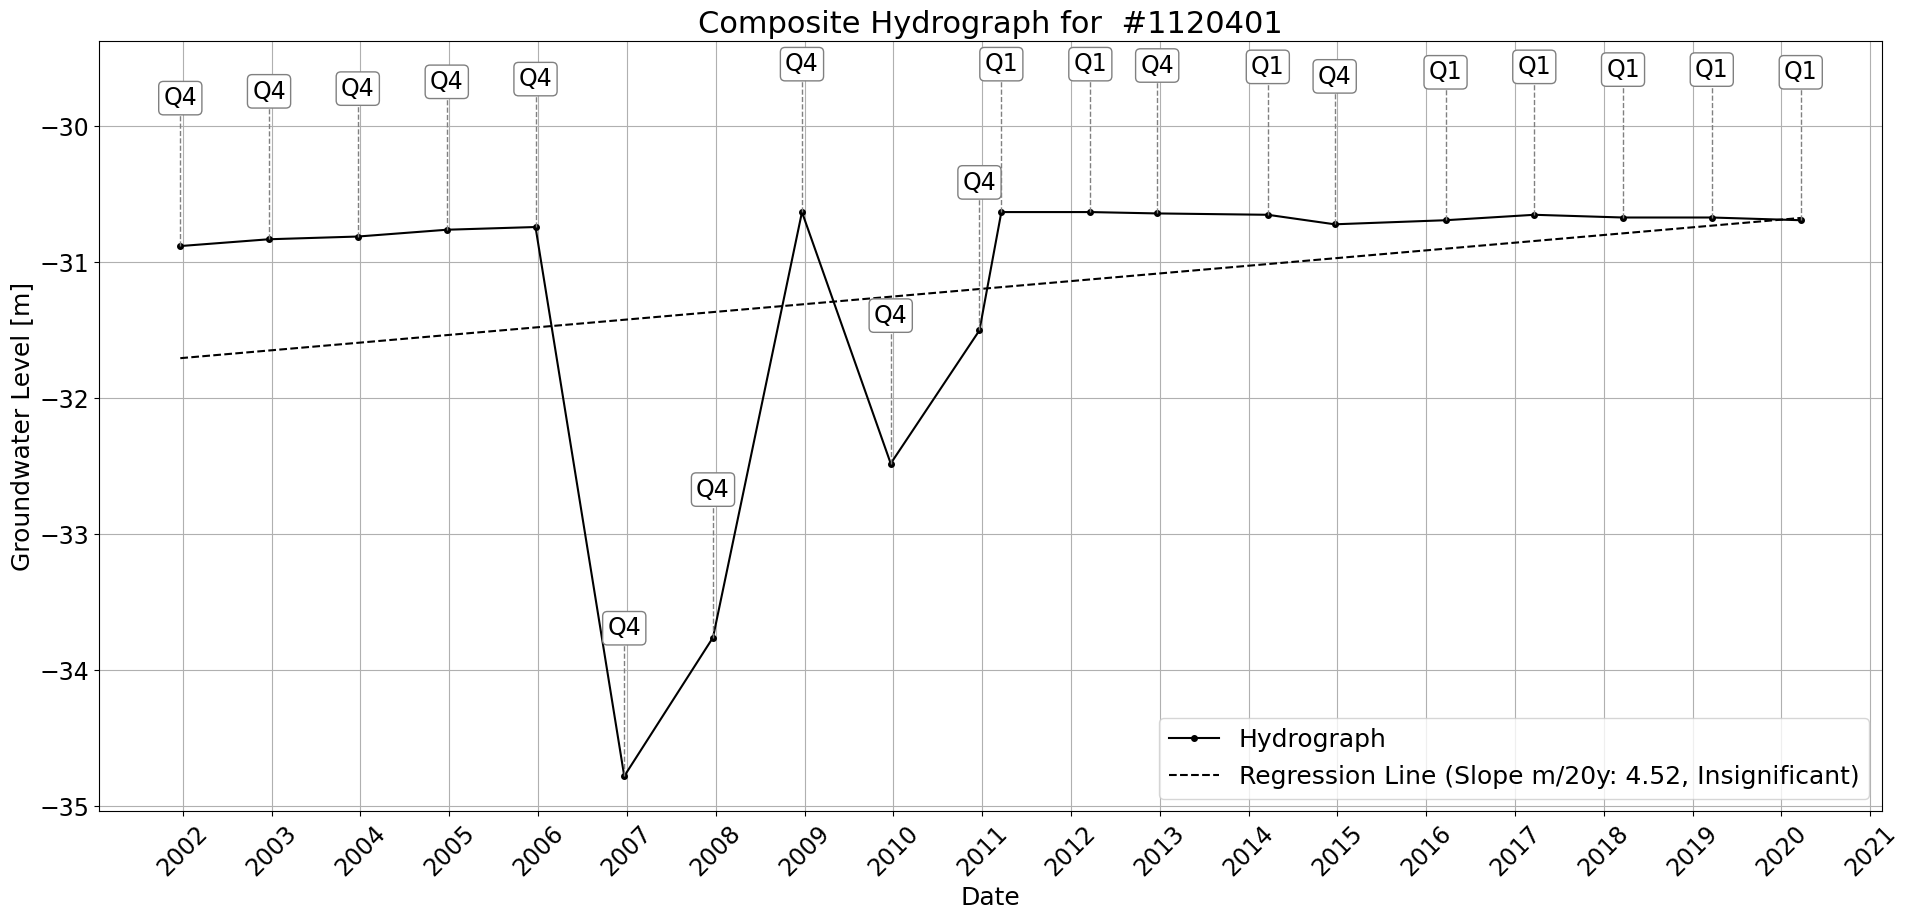 Composite Hydrograph for  #1120401
Q4
Q4
Q4
Q4
Q4
Q4
Q4
Q4
Q4
Q4
Q1
Q1
Q4
Q1
Q4
Q1
Q1
Q1
Q1
Q1
Groundwater Level [m]
−30
−31
−32
−33
−34
−35
Hydrograph
Regression Line (Slope m/20y: 4.52, Insignificant)
2002
2003
2004
2005
2006
2007
2008
2009
2010
2011
2012
2013
2014
2015
2016
2017
2018
2019
2020
2021
Date